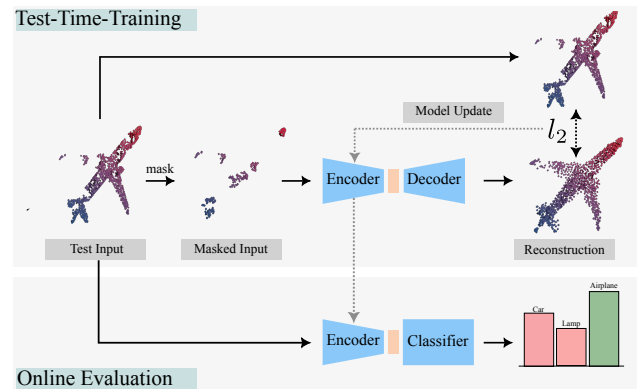 Test-Time-Training
Model Update
l2
mask
Encoder
Decoder
Test Input
Masked Input
Reconstruction
Airplane
Car
Lamp
Encoder
Classifier
Online Evaluation